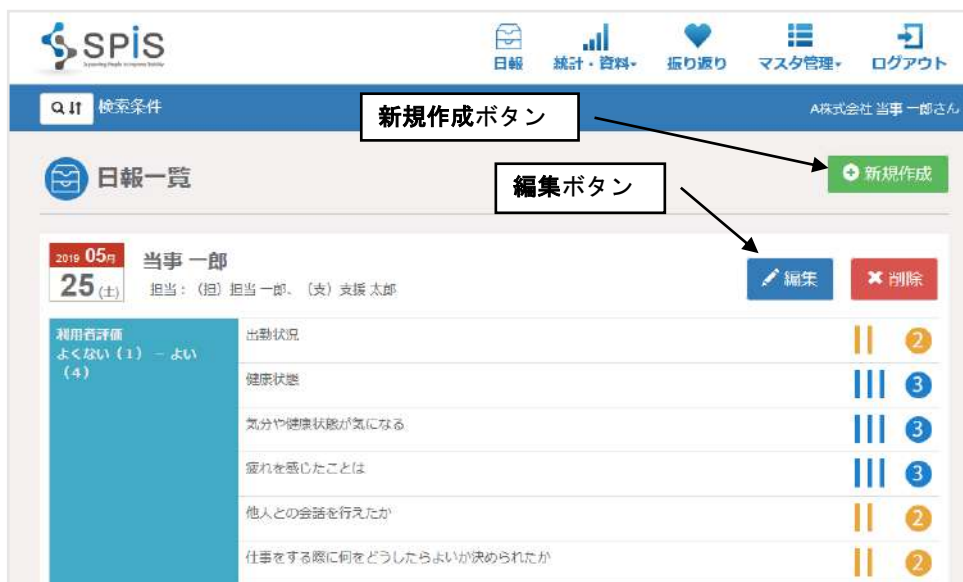 SPiS
日報
統計・資料
振り返り
マスタ管理
ログアウト
検索条件
A株式会社 当事 一郎さん
新規作成ボタン
日報一覧
新規作成
編集ボタン
2019 05月
25(土)
当事 一郎
担当：（担）担当 一郎、（支）支援 太郎
編集
削除
利用者評価
よくない（1） － よい
（4）
出勤状況 2
健康状態 3
気分や健康状態が気になる 3
疲れを感じたことは 3
他人との会話を行えたか 2
仕事をする際に何をどうしたらよいか決められたか 2